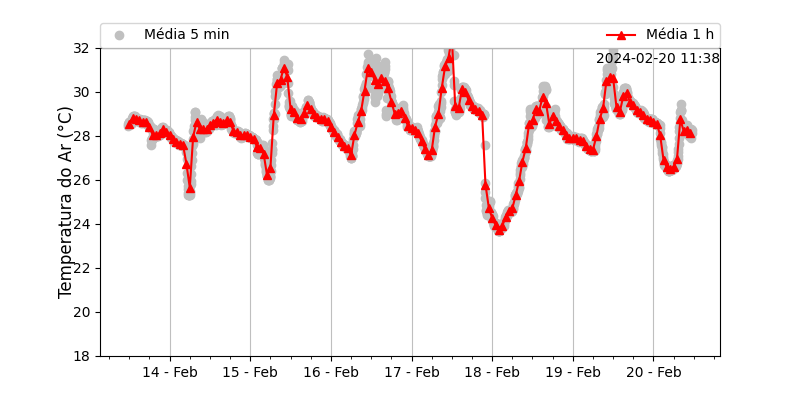 Média 5 min
Média 1 h
2024-02-20 11:38
Temperatura do Ar (°C)
32
30
28
26
24
22
20
18
14 - Feb
15 - Feb
16 - Feb
17 - Feb
18 - Feb
19 - Feb
20 - Feb